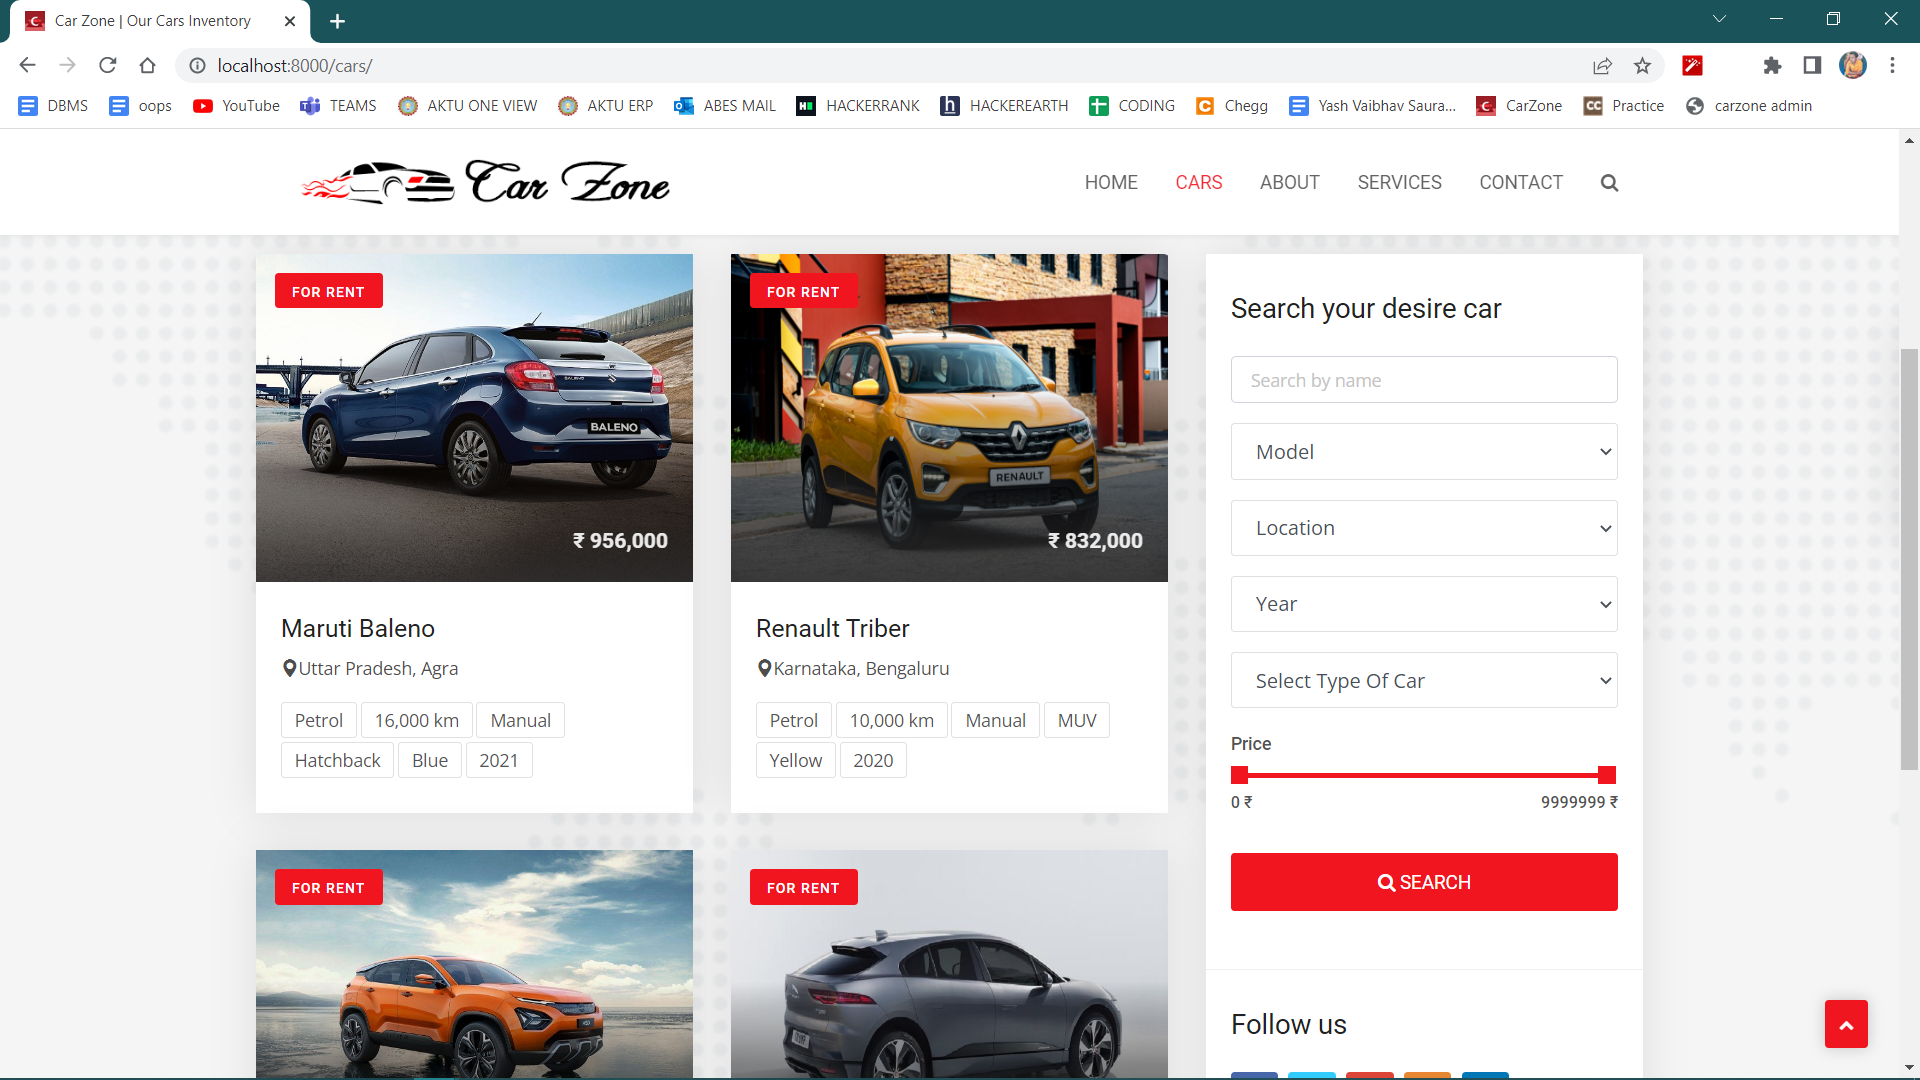 Car Zone | Our Cars Inventory
localhost:8000/cars/
DBMS oops YouTube TEAMS AKTU ONE VIEW AKTU ERP ABES MAIL HACKERRANK HACKEREARTH CODING Chegg Yash Vaibhav Saura... CarZone Practice carzone admin
Car Zone
HOME CARS ABOUT SERVICES CONTACT
FOR RENT
BALENO
₹ 956,000
Maruti Baleno
Uttar Pradesh, Agra
Petrol 16,000 km Manual
Hatchback Blue 2021
FOR RENT
RENAULT
₹ 832,000
Renault Triber
Karnataka, Bengaluru
Petrol 10,000 km Manual MUV
Yellow 2020
FOR RENT
FOR RENT
Search your desire car
Search by name
Model
Location
Year
Select Type Of Car
Price
0 ₹ 9999999 ₹
SEARCH
Follow us